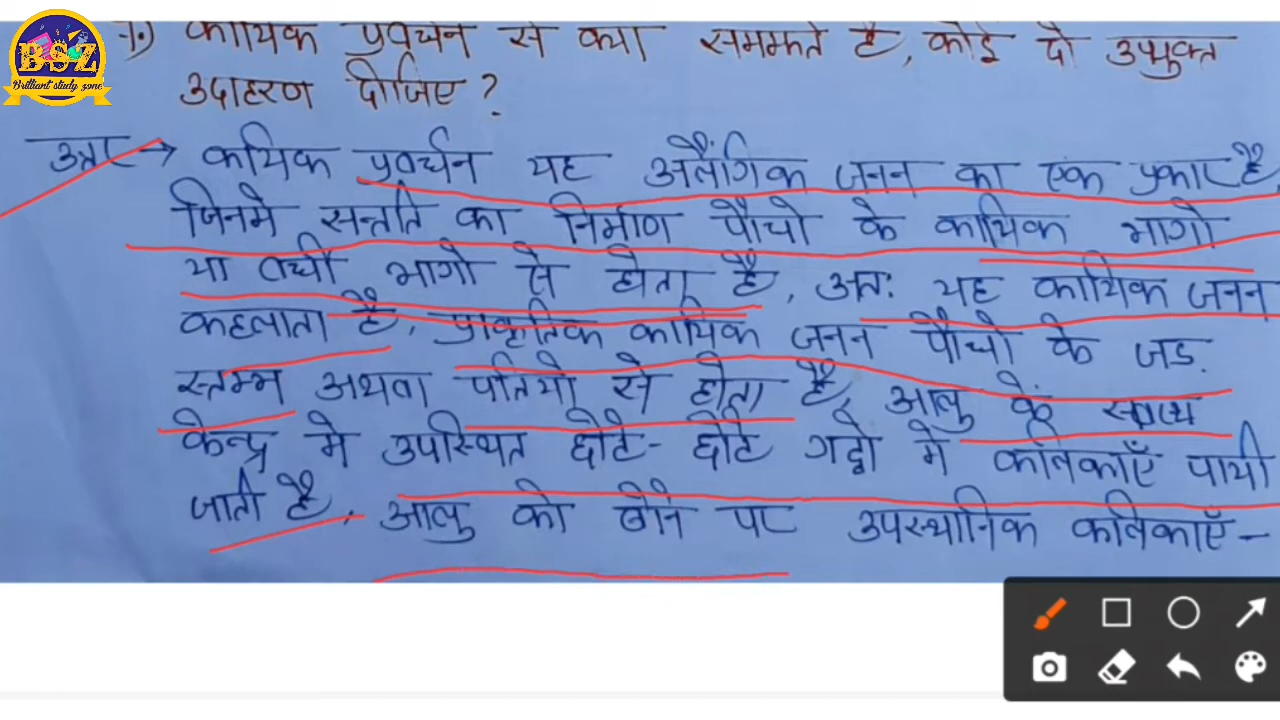 BSZ
Brilliant study zone
कायिक प्रवर्धन से क्या समझते है, कोई दो उपयुक्त
उदाहरण दीजिए ?
उत्तर → कायिक प्रवर्धन यह अलैंगिक जनन का एक प्रकार है,
जिनमे सन्तति का निर्माण पौधो के कायिक भागो
या वर्धी भागो से होता है, अतः यह कायिक जनन
कहलाता है, प्राकृतिक कायिक जनन पौधो के जड़.
स्तम्भ अथवा पतियो से होता है, आलु के
केन्द्र मे उपस्थित छोटे- छोटे गड्ढो मे कलिकाएँ पायी
जाती है, आलु को बोने पर उपस्थानिक कलिकाएँ-